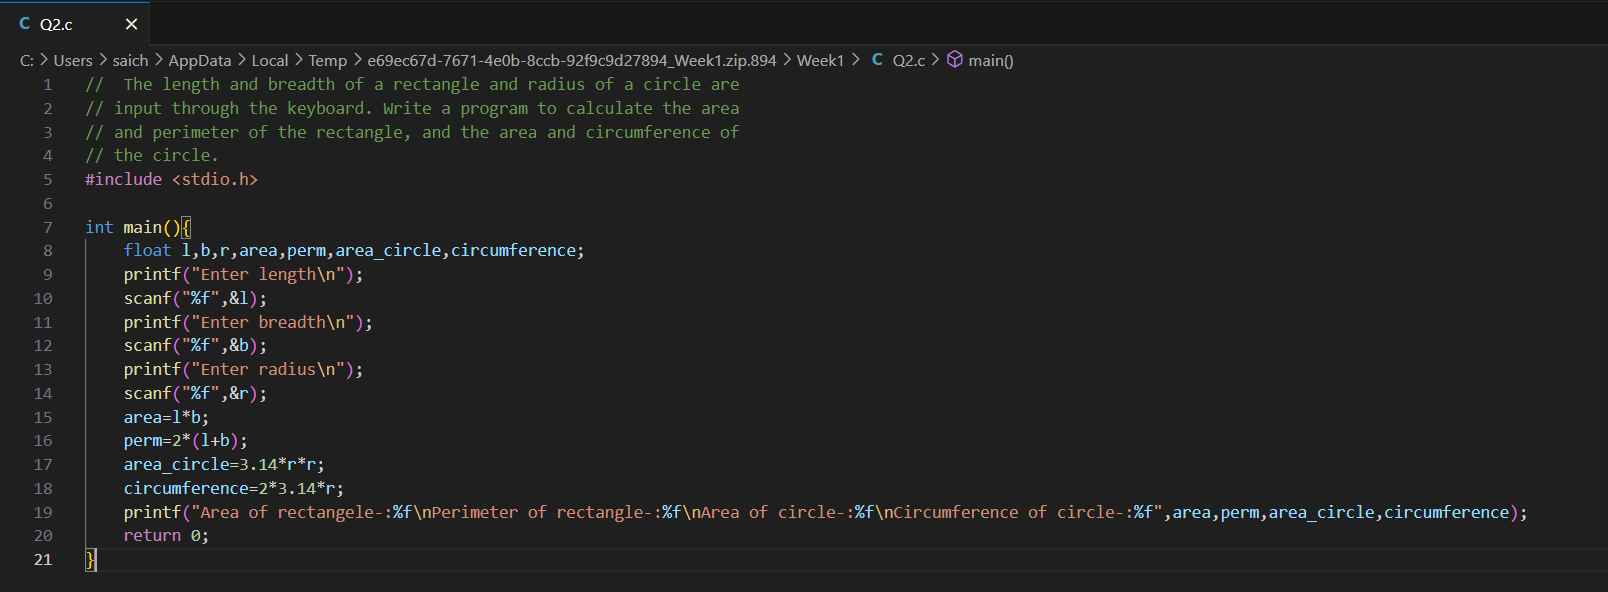 C Q2.c ×
C: > Users > saich > AppData > Local > Temp > e69ec67d-7671-4e0b-8ccb-92f9c9d27894_Week1.zip.894 > Week1 > C Q2.c > main()
1 //  The length and breadth of a rectangle and radius of a circle are
2 // input through the keyboard. Write a program to calculate the area
3 // and perimeter of the rectangle, and the area and circumference of
4 // the circle.
5 #include <stdio.h>
6
7 int main(){
8     float l,b,r,area,perm,area_circle,circumference;
9     printf("Enter length\n");
10     scanf("%f",&l);
11     printf("Enter breadth\n");
12     scanf("%f",&b);
13     printf("Enter radius\n");
14     scanf("%f",&r);
15     area=l*b;
16     perm=2*(l+b);
17     area_circle=3.14*r*r;
18     circumference=2*3.14*r;
19     printf("Area of rectangele-:%f\nPerimeter of rectangle-:%f\nArea of circle-:%f\nCircumference of circle-:%f",area,perm,area_circle,circumference);
20     return 0;
21 }